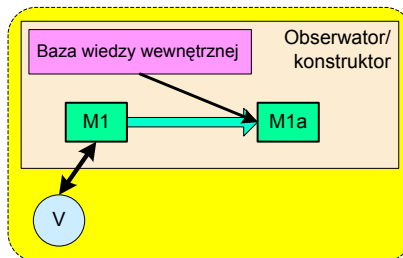 Baza wiedzy wewnętrznej
Obserwator/
konstruktor
M1
M1a
V